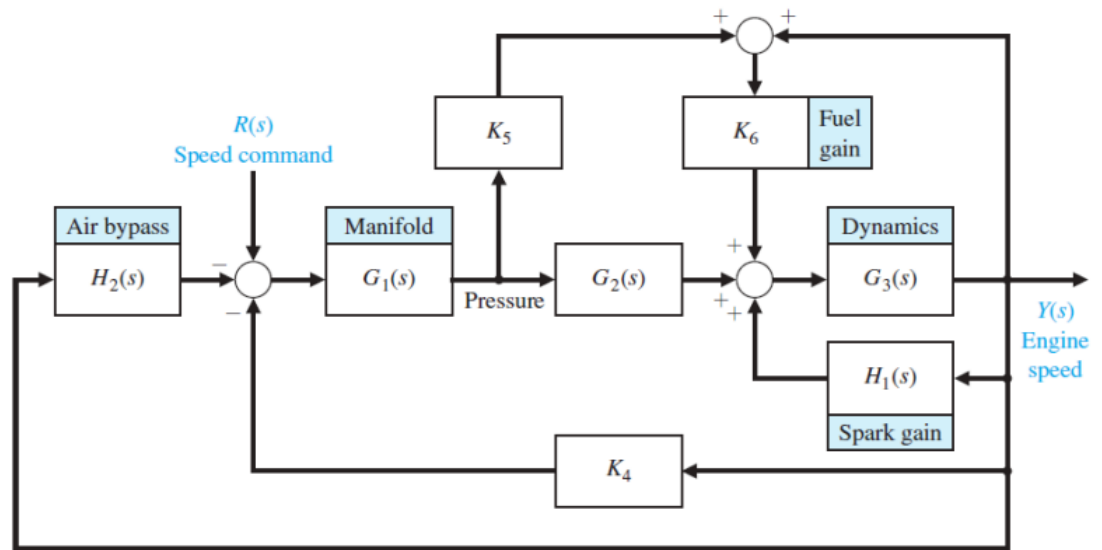 +
+
K5
K6
Fuel
gain
R(s)
Speed command
Air bypass
H2(s)
−
−
Manifold
G1(s)
Pressure
G2(s)
+
+
+
Dynamics
G3(s)
Y(s)
Engine
speed
H1(s)
Spark gain
K4